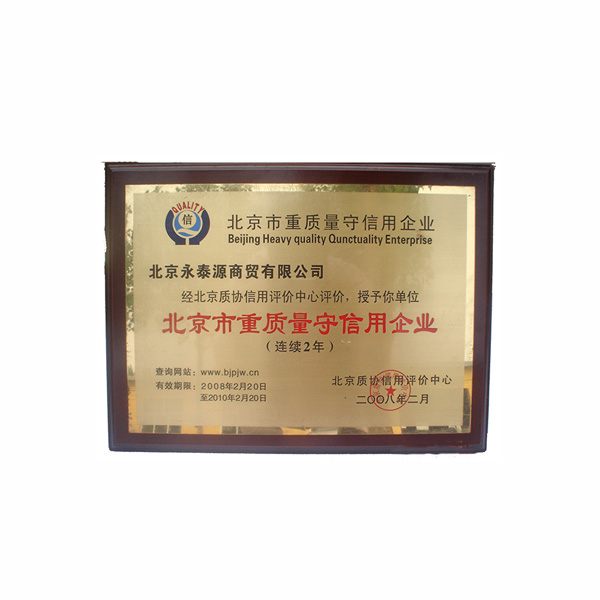 QUALITY
信
北京市重质量守信用企业
Beijing Heavy quality Qunctuality Enterprise
北京永泰源商贸有限公司
经北京质协信用评价中心评价，授予你单位
北京市重质量守信用企业
（连续2年）
查询网站：www.bjpjw.cn
有效期限：2008年2月20日
至2010年2月20日
北京质协信用评价中心
二〇〇八年二月